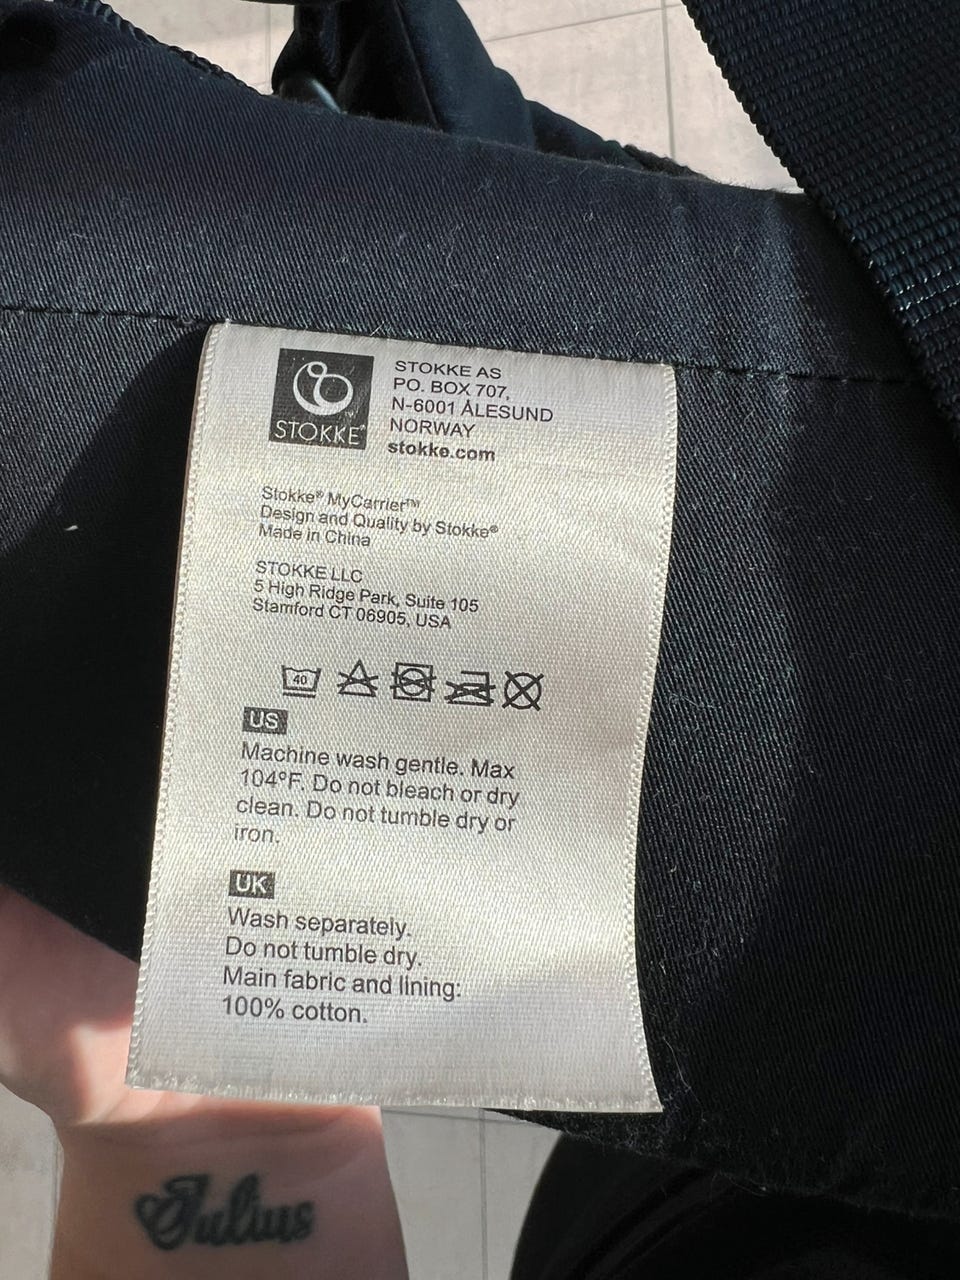 STOKKE®
STOKKE AS
PO. BOX 707,
N-6001 ÅLESUND
NORWAY
stokke.com
Stokke® MyCarrier™
Design and Quality by Stokke®
Made in China
STOKKE LLC
5 High Ridge Park, Suite 105
Stamford CT 06905, USA
40
US
Machine wash gentle. Max
104°F. Do not bleach or dry
clean. Do not tumble dry or
iron.
UK
Wash separately.
Do not tumble dry.
Main fabric and lining:
100% cotton.
Julius